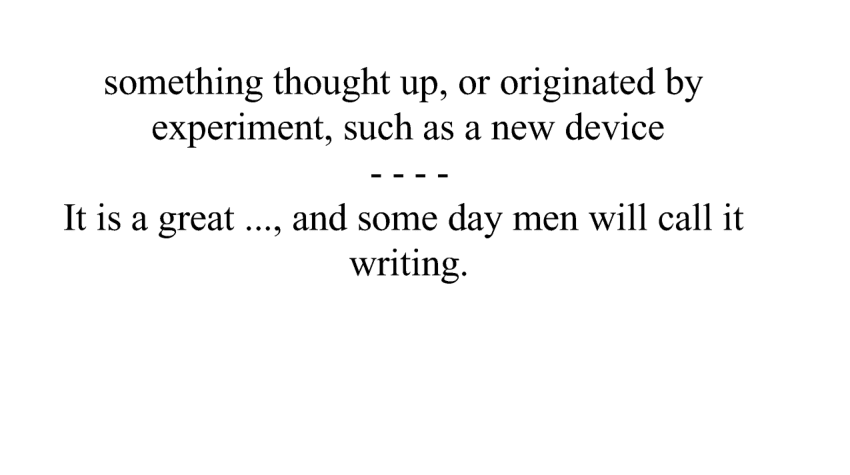 something thought up, or originated by
experiment, such as a new device
- - - -
It is a great ..., and some day men will call it
writing.